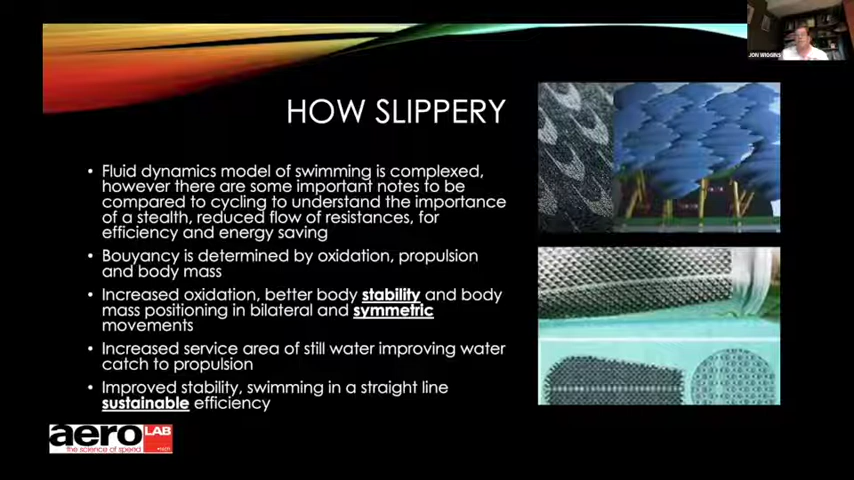 JON WIGGINS
HOW SLIPPERY
• Fluid dynamics model of swimming is complexed,
however there are some important notes to be
compared to cycling to understand the importance
of a stealth, reduced flow of resistances, for
efficiency and energy saving
• Bouyancy is determined by oxidation, propulsion
and body mass
• Increased oxidation, better body stability and body
mass positioning in bilateral and symmetric
movements
• Increased service area of still water improving water
catch to propulsion
• Improved stability, swimming in a straight line
sustainable efficiency
aero LAB
the science of speed